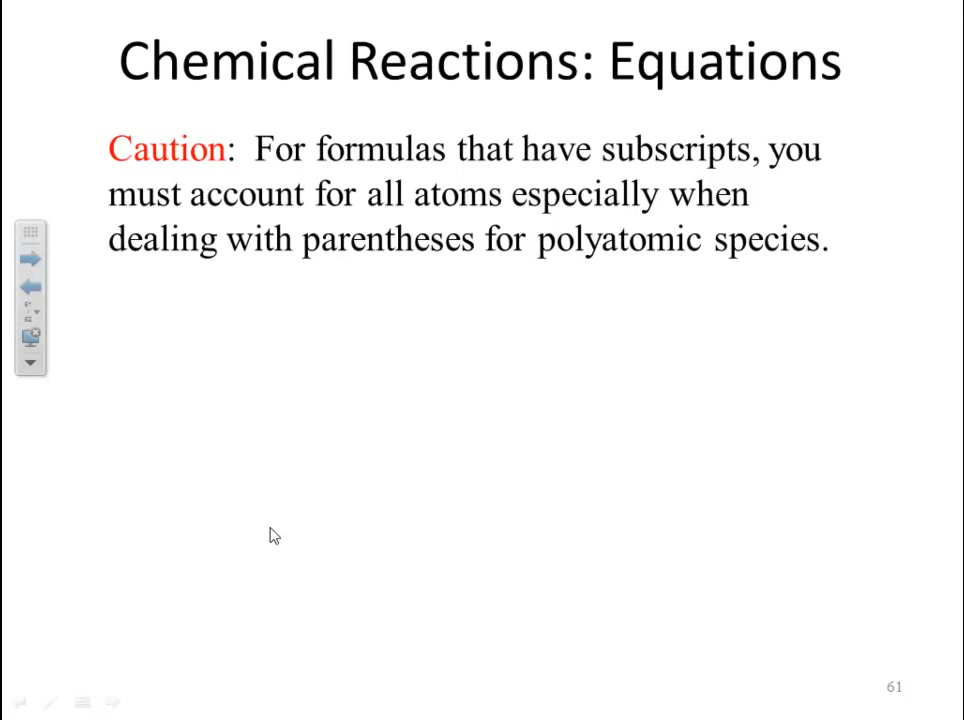 Chemical Reactions: Equations
Caution: For formulas that have subscripts, you
must account for all atoms especially when
dealing with parentheses for polyatomic species.
61